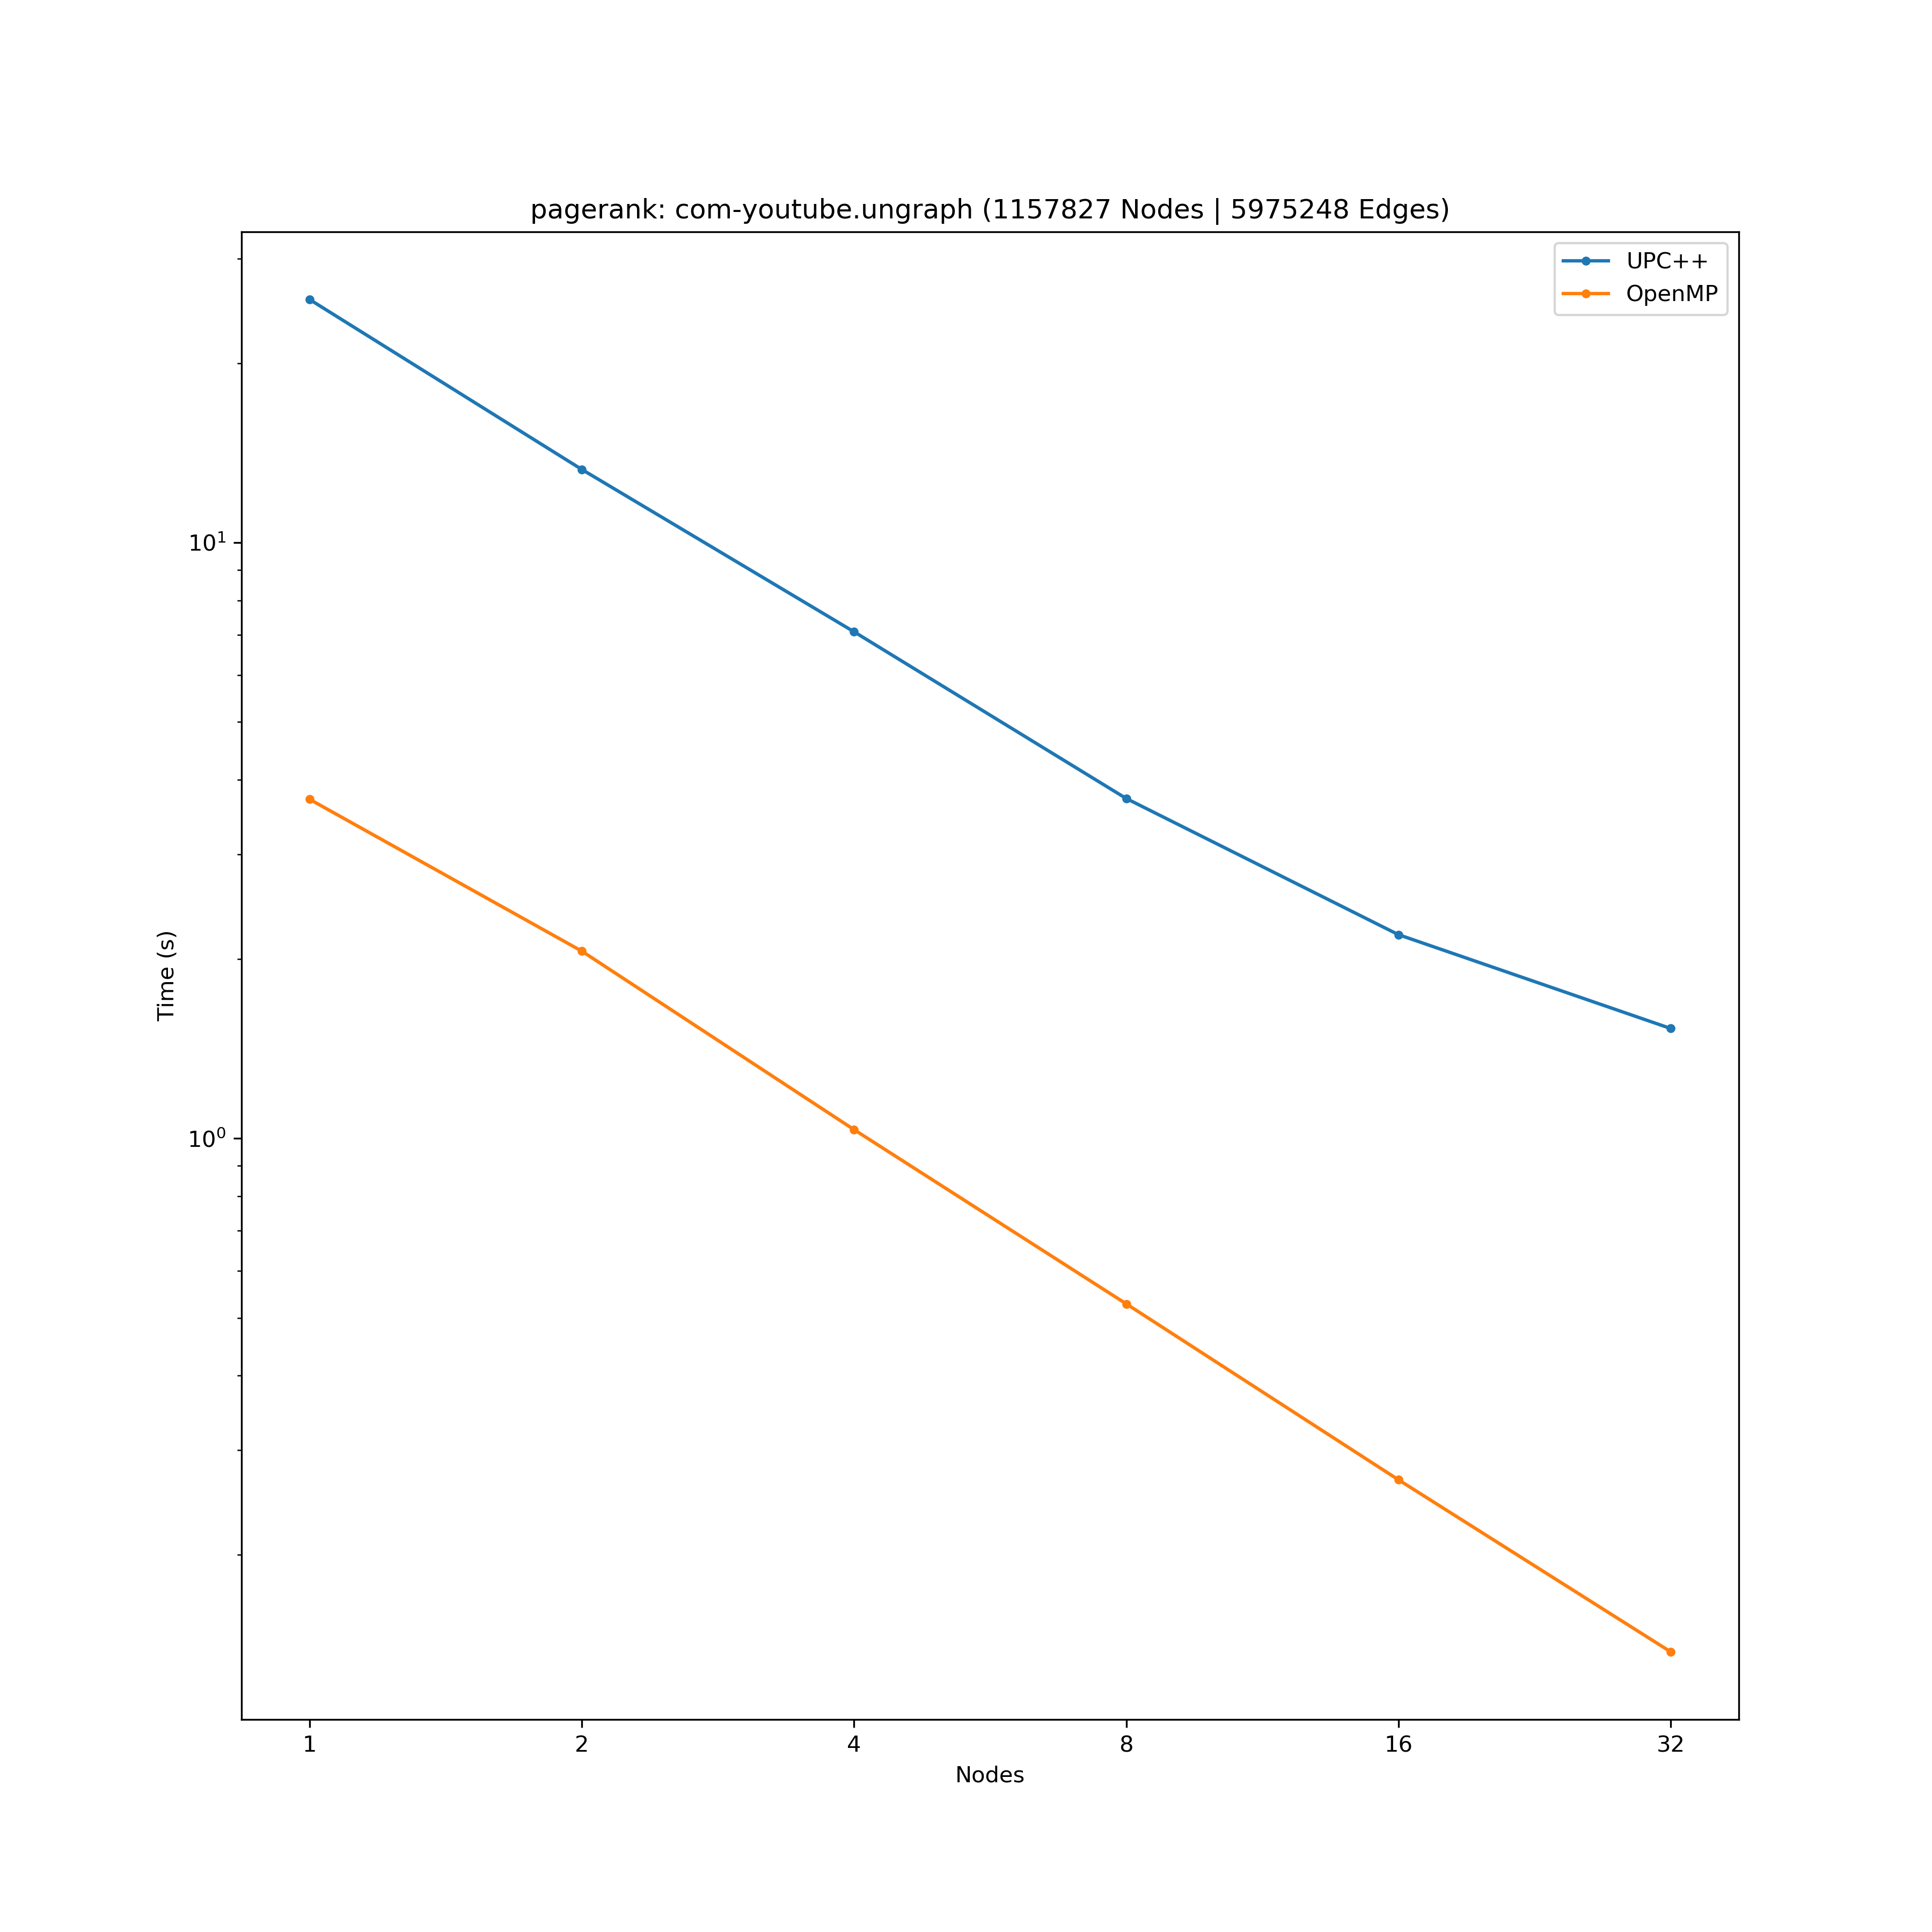 pagerank: com-youtube.ungraph (1157827 Nodes | 5975248 Edges)
UPC++
OpenMP
10¹
10⁰
Time (s)
1 2 4 8 16 32
Nodes